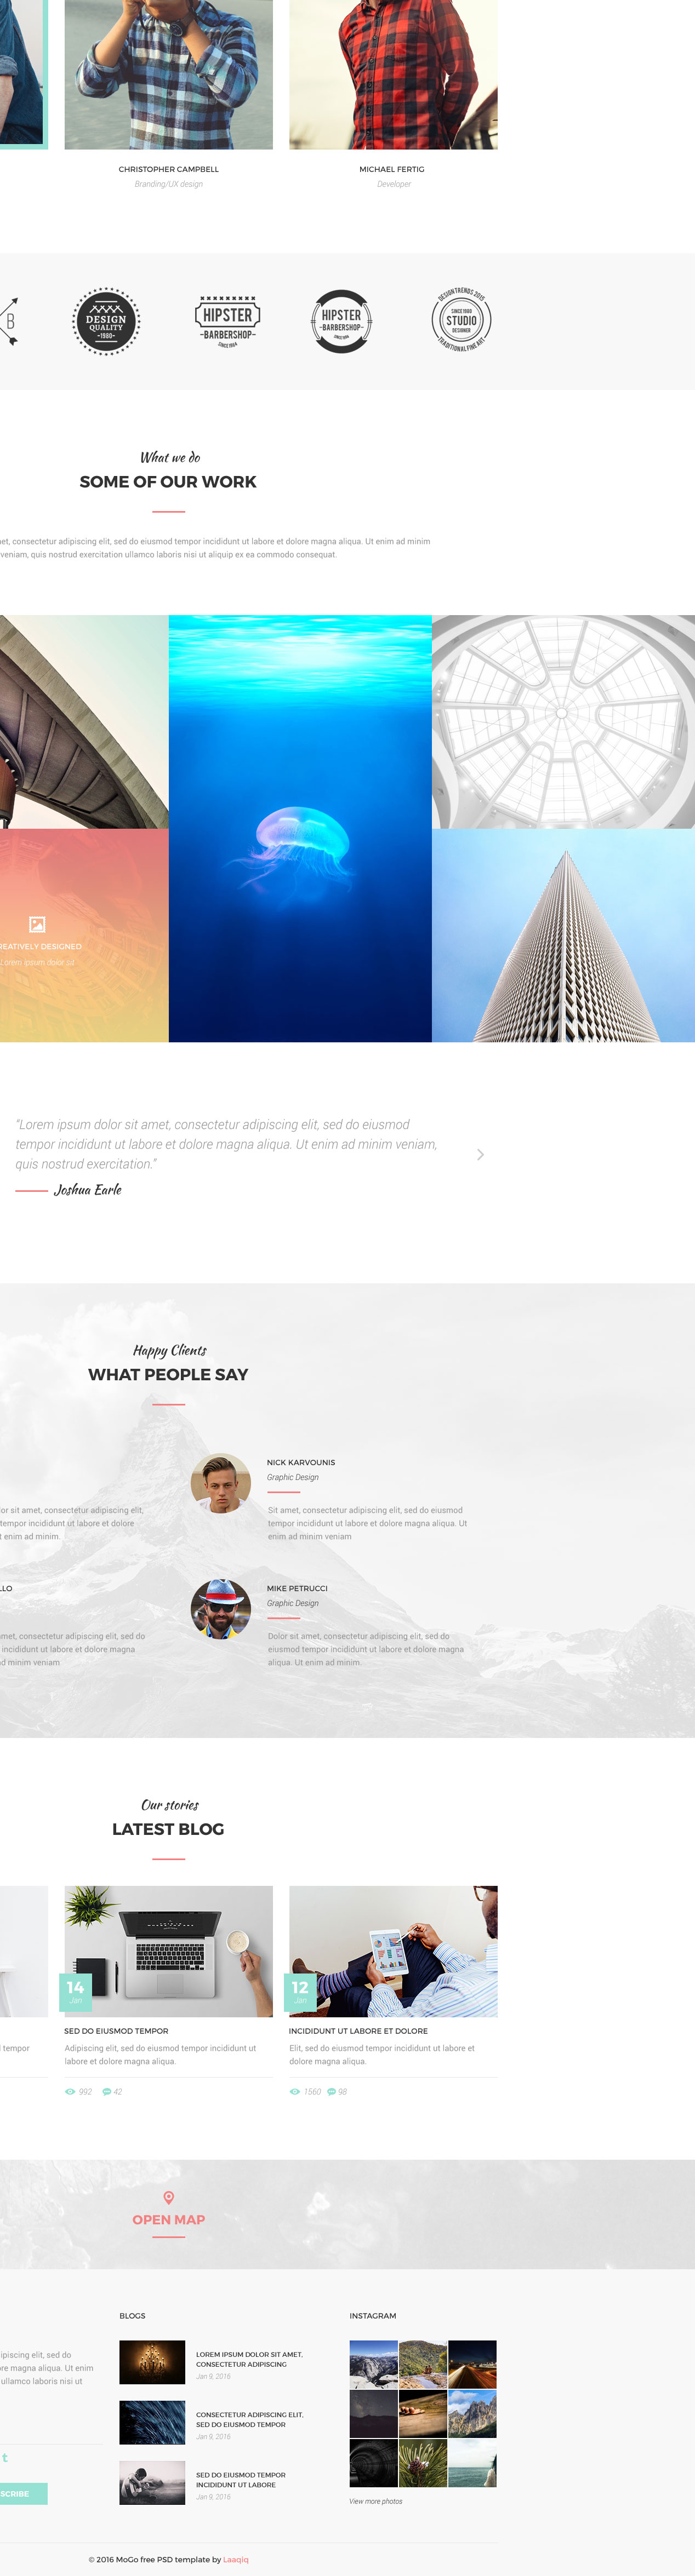 CHRISTOPHER CAMPBELL
Branding/UX design
MICHAEL FERTIG
Developer
B
DESIGN
QUALITY
~1980~
HIPSTER
~BARBERSHOP~
SINCE 1984
HIPSTER
~BARBERSHOP~
SINCE 1984
DESIGN TRENDS 2015
SINCE 1980
STUDIO
DESIGNER
TRADITIONAL FINE ART
What we do
SOME OF OUR WORK
et, consectetur adipiscing elit, sed do eiusmod tempor incididunt ut labore et dolore magna aliqua. Ut enim ad minim
veniam, quis nostrud exercitation ullamco laboris nisi ut aliquip ex ea commodo consequat.
REATIVELY DESIGNED
Lorem ipsum dolor sit
“Lorem ipsum dolor sit amet, consectetur adipiscing elit, sed do eiusmod
tempor incididunt ut labore et dolore magna aliqua. Ut enim ad minim veniam,
quis nostrud exercitation.”
Joshua Earle
Happy Clients
WHAT PEOPLE SAY
or sit amet, consectetur adipiscing elit,
tempor incididunt ut labore et dolore
t enim ad minim.
NICK KARVOUNIS
Graphic Design
Sit amet, consectetur adipiscing elit, sed do eiusmod
tempor incididunt ut labore et dolore magna aliqua. Ut
enim ad minim veniam
LLO
met, consectetur adipiscing elit, sed do
incididunt ut labore et dolore magna
d minim veniam
MIKE PETRUCCI
Graphic Design
Dolor sit amet, consectetur adipiscing elit, sed do
eiusmod tempor incididunt ut labore et dolore magna
aliqua. Ut enim ad minim.
Our stories
LATEST BLOG
tempor
14
Jan
SED DO EIUSMOD TEMPOR
Adipiscing elit, sed do eiusmod tempor incididunt ut
labore et dolore magna aliqua.
992 42
12
Jan
INCIDIDUNT UT LABORE ET DOLORE
Elit, sed do eiusmod tempor incididunt ut labore et
dolore magna aliqua.
1560 98
OPEN MAP
ipiscing elit, sed do
re magna aliqua. Ut enim
ullamco laboris nisi ut
t
SCRIBE
BLOGS
LOREM IPSUM DOLOR SIT AMET,
CONSECTETUR ADIPISCING
Jan 9, 2016
CONSECTETUR ADIPISCING ELIT,
SED DO EIUSMOD TEMPOR
Jan 9, 2016
SED DO EIUSMOD TEMPOR
INCIDIDUNT UT LABORE
Jan 9, 2016
INSTAGRAM
View more photos
© 2016 MoGo free PSD template by Laaqiq